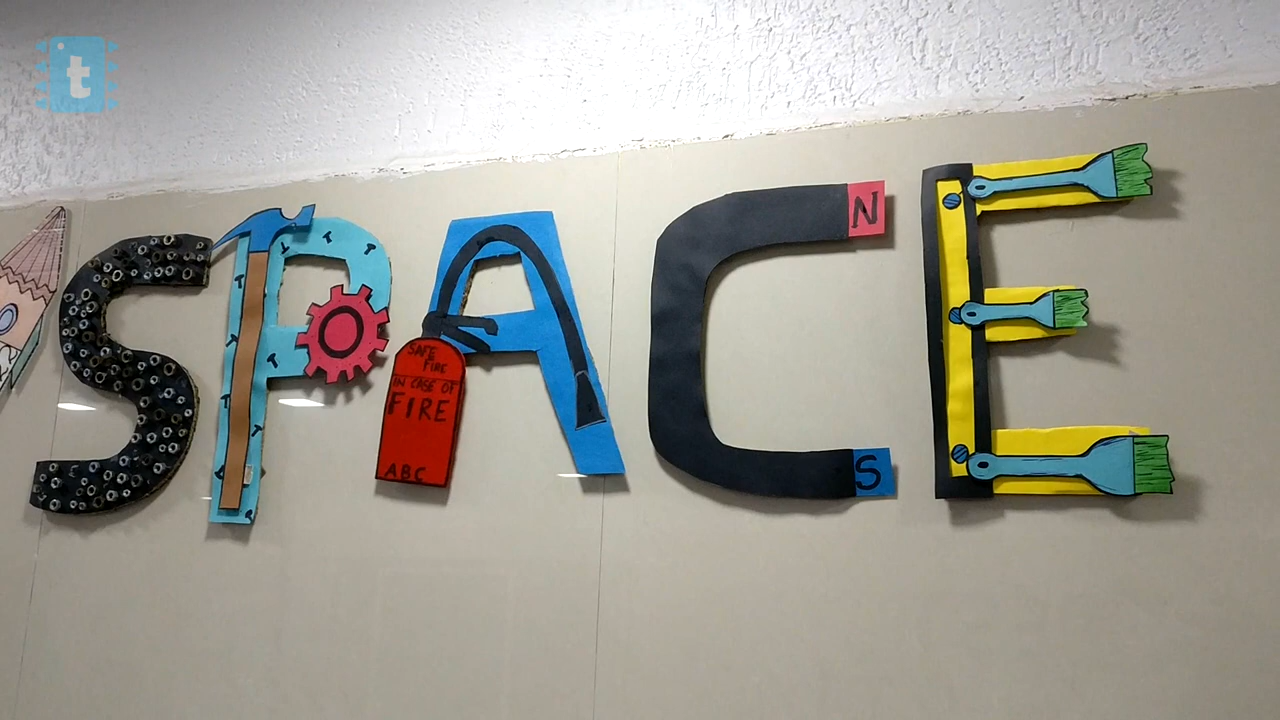 t
SPACE
N
S
SAFE
FIRE
IN CASE OF
FIRE
ABC